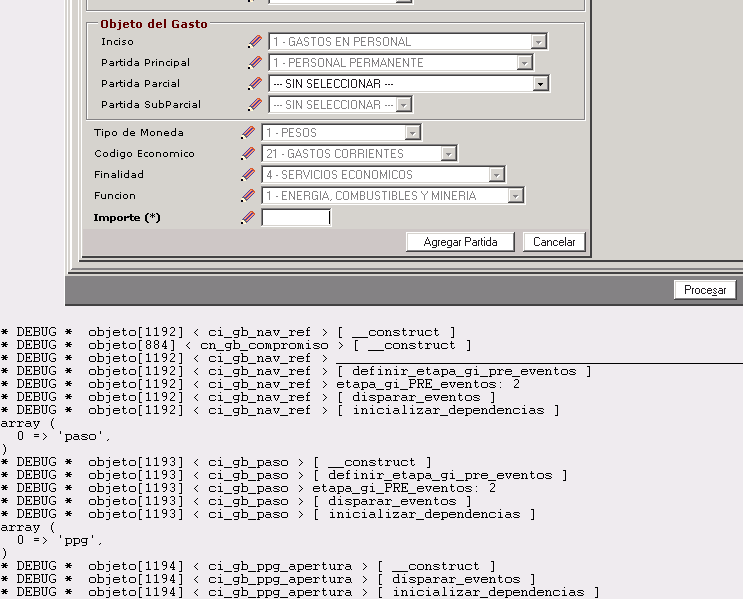 Objeto del Gasto
Inciso 1 - GASTOS EN PERSONAL
Partida Principal 1 - PERSONAL PERMANENTE
Partida Parcial --- SIN SELECCIONAR ---
Partida SubParcial --- SIN SELECCIONAR ---
Tipo de Moneda 1 - PESOS
Codigo Economico 21 - GASTOS CORRIENTES
Finalidad 4 - SERVICIOS ECONOMICOS
Funcion 1 - ENERGIA, COMBUSTIBLES Y MINERIA
Importe (*)
Agregar Partida Cancelar
Procesar
* DEBUG *  objeto[1192] < ci_gb_nav_ref > [ __construct ]
* DEBUG *  objeto[884] < cn_gb_compromiso > [ __construct ]
* DEBUG *  objeto[1192] < ci_gb_nav_ref > ________________________________________________
* DEBUG *  objeto[1192] < ci_gb_nav_ref > [ definir_etapa_gi_pre_eventos ]
* DEBUG *  objeto[1192] < ci_gb_nav_ref > etapa_gi_PRE_eventos: 2
* DEBUG *  objeto[1192] < ci_gb_nav_ref > [ disparar_eventos ]
* DEBUG *  objeto[1192] < ci_gb_nav_ref > [ inicializar_dependencias ]
array (
  0 => 'paso',
)
* DEBUG *  objeto[1193] < ci_gb_paso > [ __construct ]
* DEBUG *  objeto[1193] < ci_gb_paso > [ definir_etapa_gi_pre_eventos ]
* DEBUG *  objeto[1193] < ci_gb_paso > etapa_gi_PRE_eventos: 2
* DEBUG *  objeto[1193] < ci_gb_paso > [ disparar_eventos ]
* DEBUG *  objeto[1193] < ci_gb_paso > [ inicializar_dependencias ]
array (
  0 => 'ppg',
)
* DEBUG *  objeto[1194] < ci_gb_ppg_apertura > [ __construct ]
* DEBUG *  objeto[1194] < ci_gb_ppg_apertura > [ disparar_eventos ]
* DEBUG *  objeto[1194] < ci_gb_ppg_apertura > [ inicializar_dependencias ]